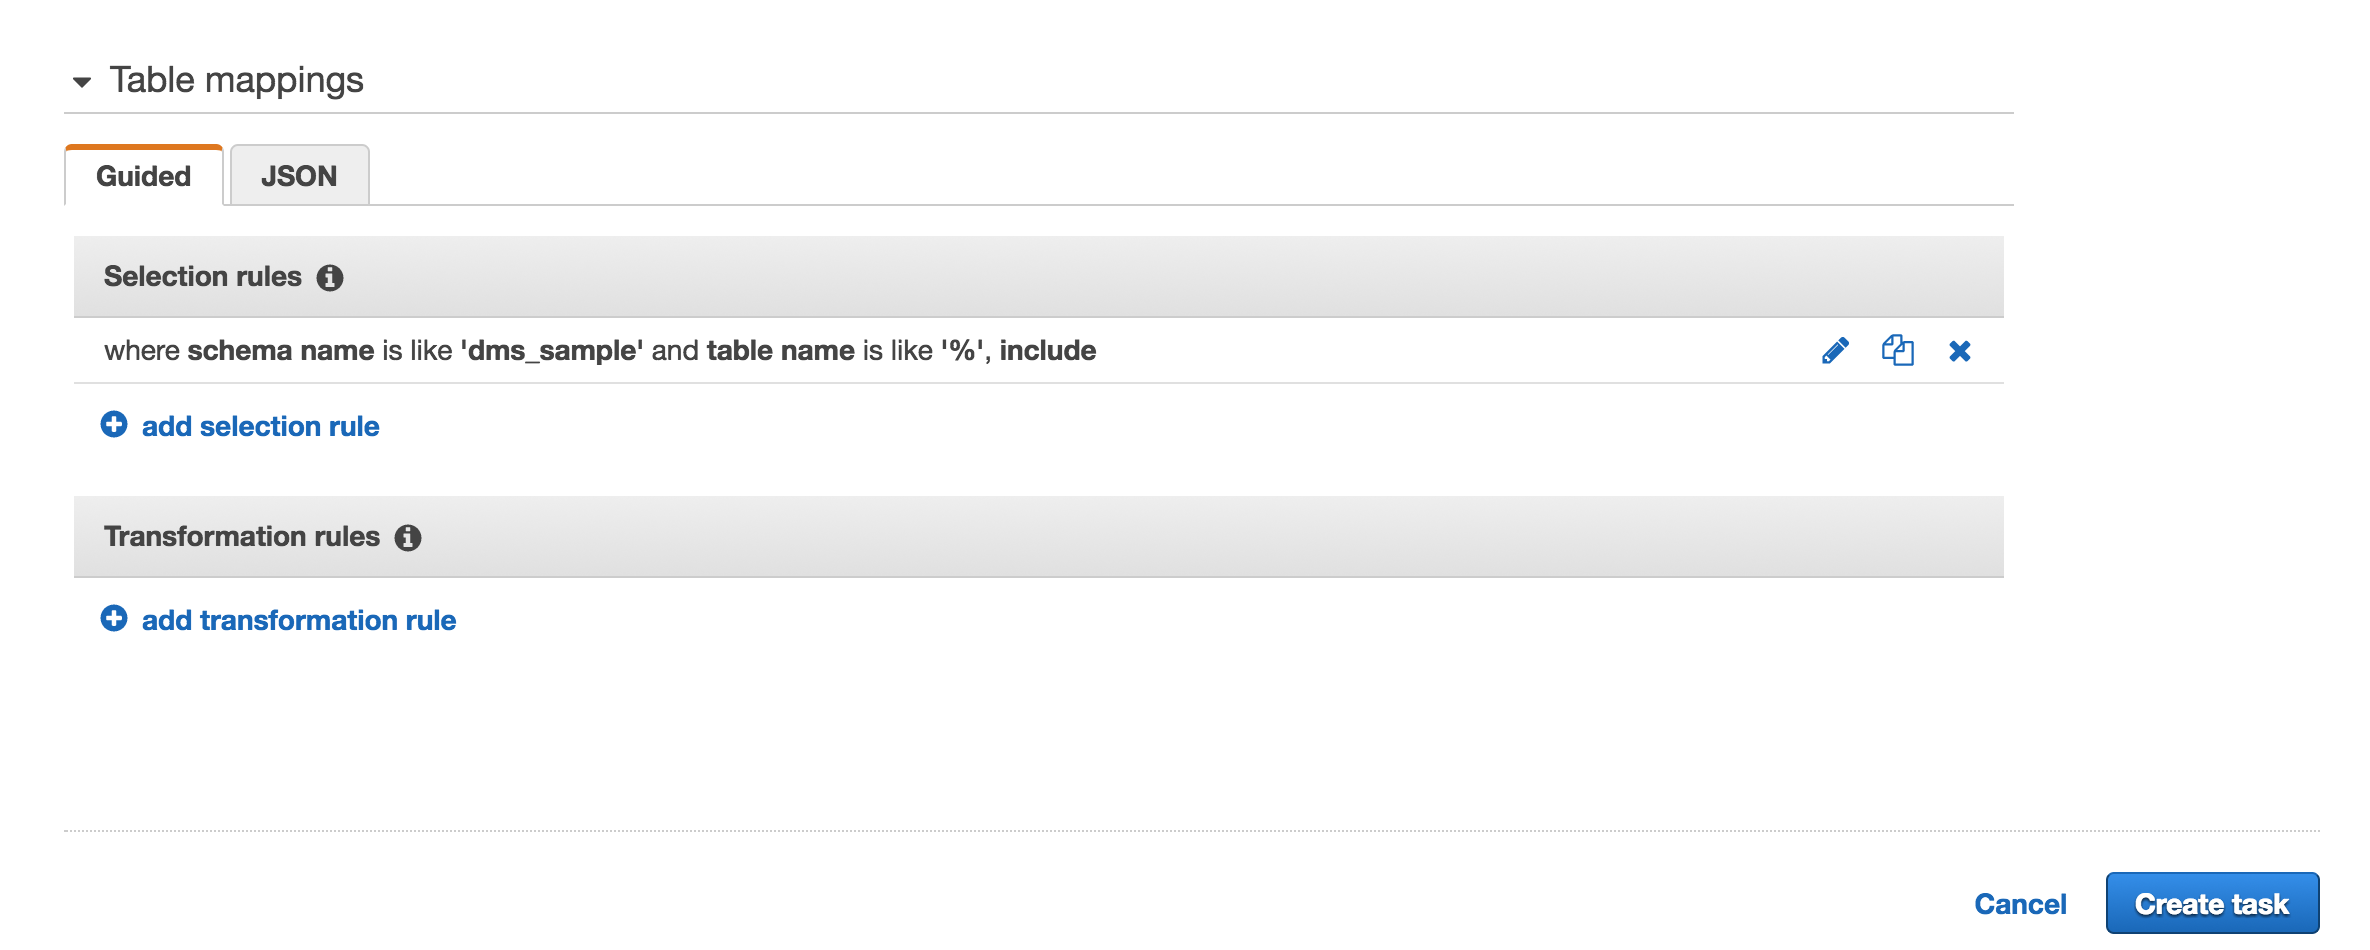 Table mappings
Guided JSON
Selection rules
where schema name is like 'dms_sample' and table name is like '%', include
add selection rule
Transformation rules
add transformation rule
Cancel Create task